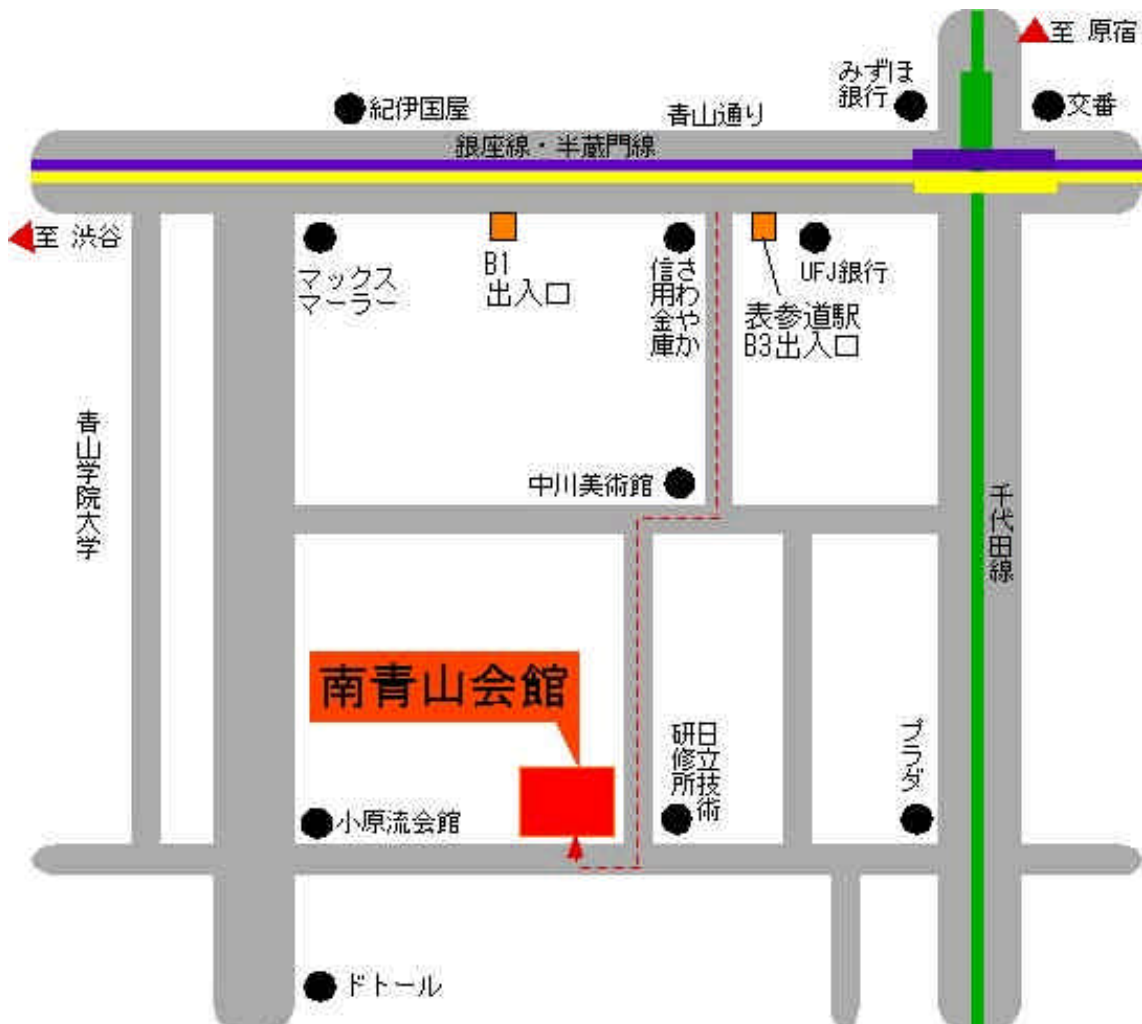 至 原宿
みずほ
銀行
交番
紀伊国屋
青山通り
銀座線・半蔵門線
至 渋谷
マックス
マーラー
B1
出入口
さわやか
信用金庫
UFJ銀行
表参道駅
B3出入口
青山学院大学
中川美術館
千代田線
南青山会館
日立技術
研修所
プラダ
小原流会館
ドトール